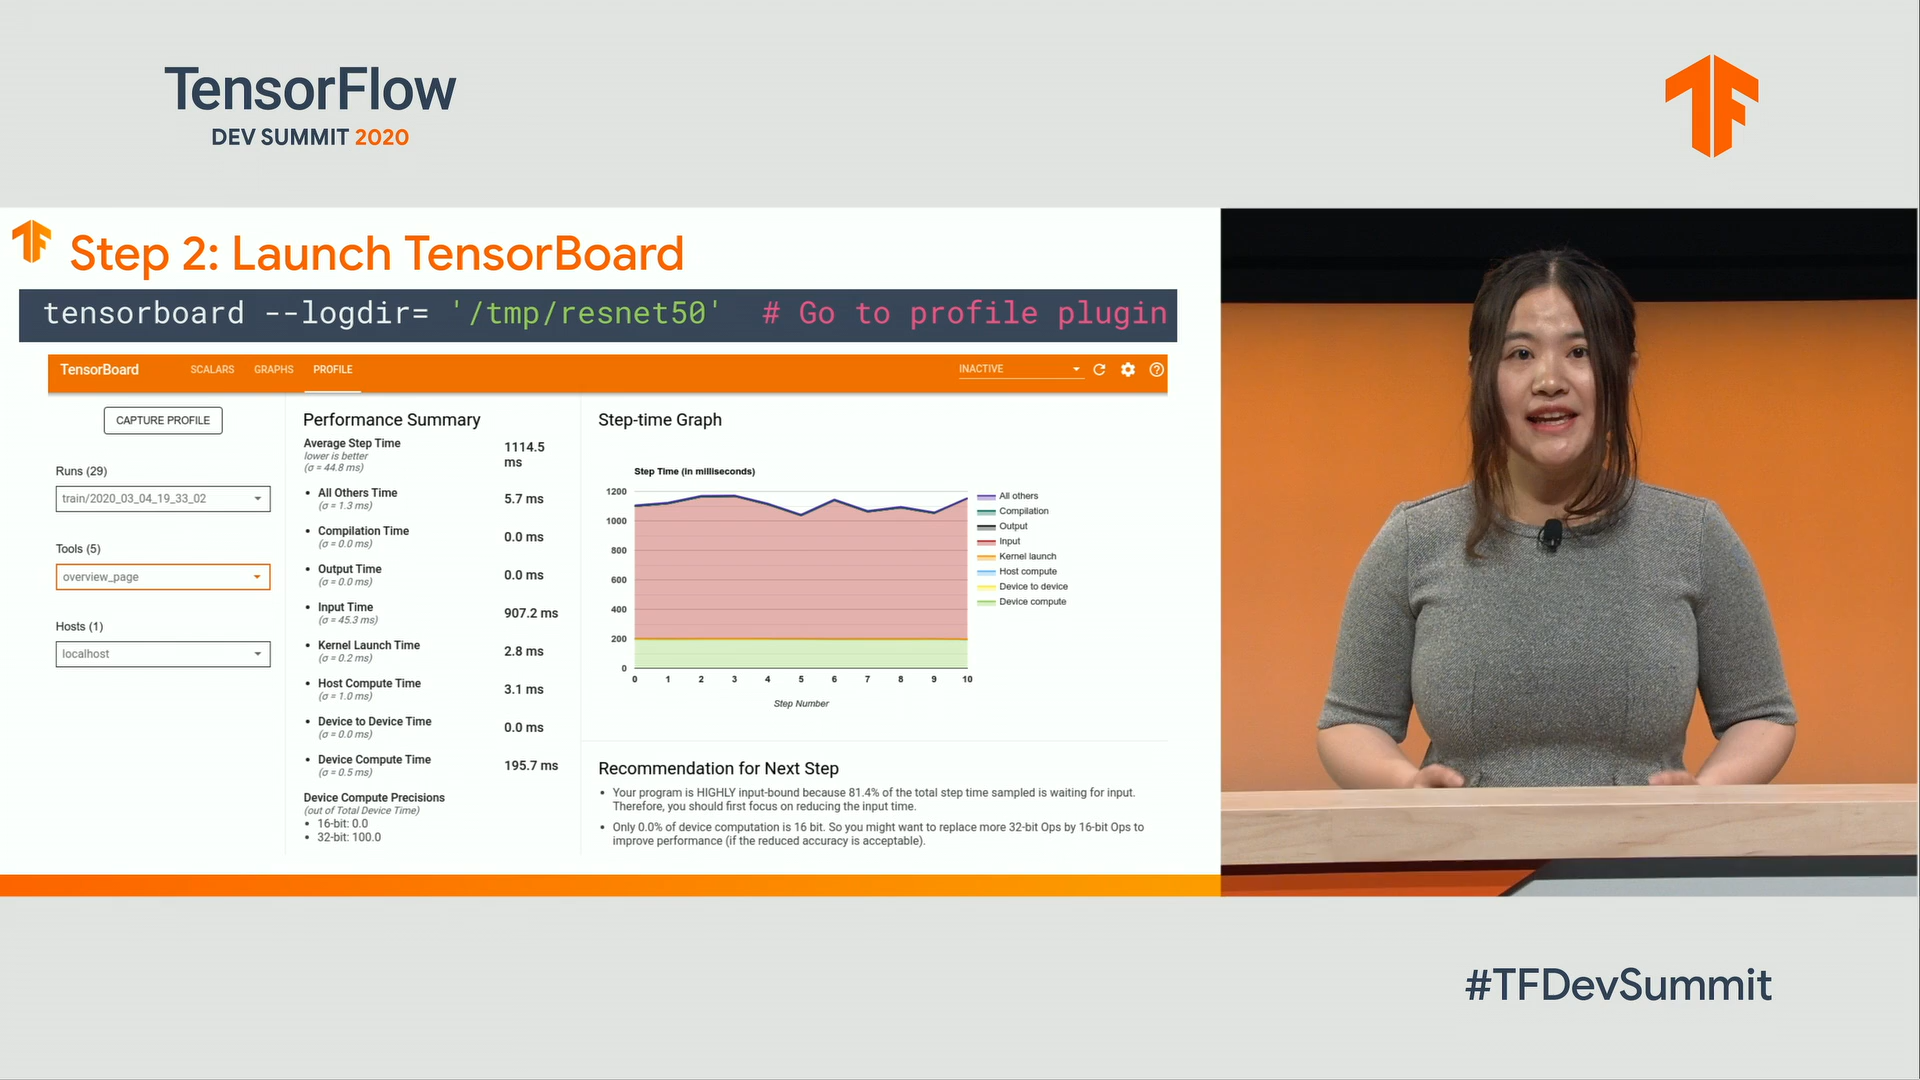 TensorFlow
DEV SUMMIT 2020
Step 2: Launch TensorBoard
tensorboard --logdir= '/tmp/resnet50' # Go to profile plugin
TensorBoard
SCALARS
GRAPHS
PROFILE
INACTIVE
CAPTURE PROFILE
Runs (29)
train/2020_03_04_19_33_02
Tools (5)
overview_page
Hosts (1)
localhost
Performance Summary
Average Step Time
lower is better
(σ = 44.8 ms)
1114.5
ms
• All Others Time
(σ = 1.3 ms)
5.7 ms
• Compilation Time
(σ = 0.0 ms)
0.0 ms
• Output Time
(σ = 0.0 ms)
0.0 ms
• Input Time
(σ = 45.3 ms)
907.2 ms
• Kernel Launch Time
(σ = 0.2 ms)
2.8 ms
• Host Compute Time
(σ = 1.0 ms)
3.1 ms
• Device to Device Time
(σ = 0.0 ms)
0.0 ms
• Device Compute Time
(σ = 0.5 ms)
195.7 ms
Device Compute Precisions
(out of Total Device Time)
• 16-bit: 0.0
• 32-bit: 100.0
Step-time Graph
Step Time (in milliseconds)
1200
1000
800
600
400
200
0
0 1 2 3 4 5 6 7 8 9 10
Step Number
All others
Compilation
Output
Input
Kernel launch
Host compute
Device to device
Device compute
Recommendation for Next Step
• Your program is HIGHLY input-bound because 81.4% of the total step time sampled is waiting for input.
Therefore, you should first focus on reducing the input time.
• Only 0.0% of device computation is 16 bit. So you might want to replace more 32-bit Ops by 16-bit Ops to
improve performance (if the reduced accuracy is acceptable).
#TFDevSummit